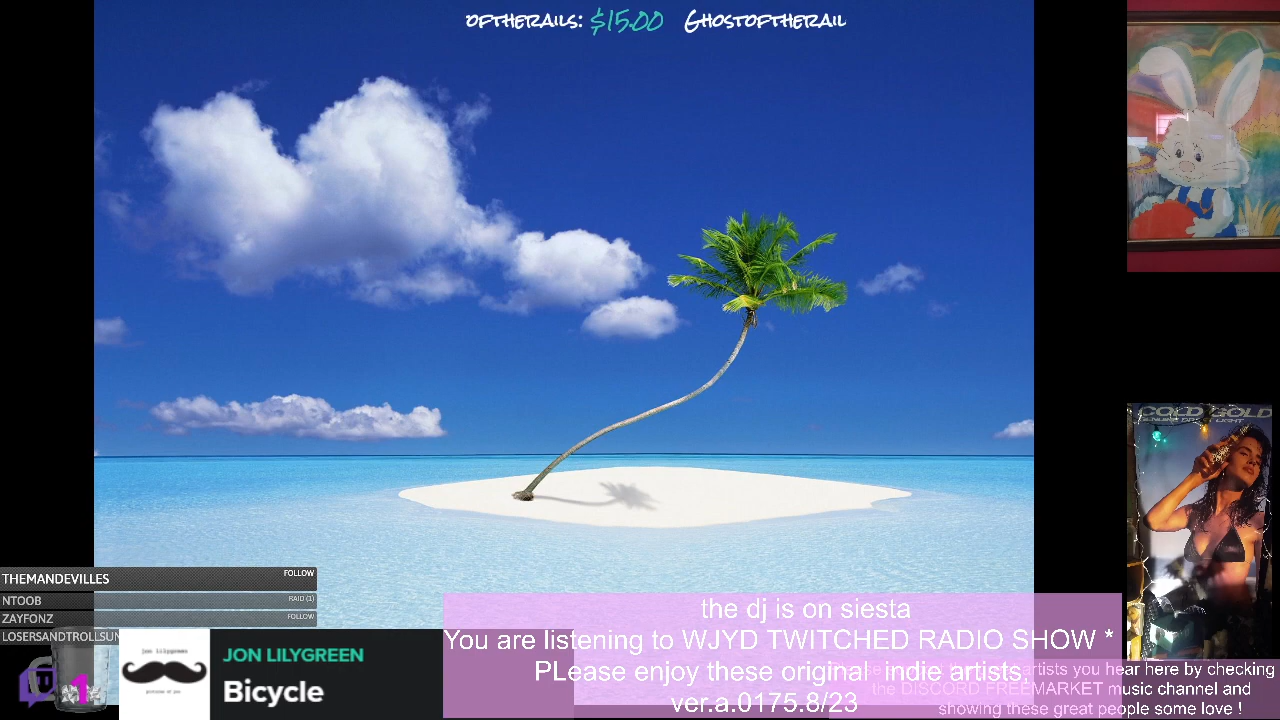 oftherails: $15.00 Ghostoftherail
COLD GOLD
THEMANDEVILLES FOLLOW
NTOOB RAID (1)
ZAYFONZ FOLLOW
LOSERSANDTROLLSUN
1
jon lilygreen
JON LILYGREEN
Bicycle
the dj is on siesta
You are listening to WJYD TWITCHED RADIO SHOW *
PLease enjoy these original Indie artists
ver.a.0175.8/23
artists you hear here by checking
the DISCORD FREEMARKET music channel and
showing these great people some love !